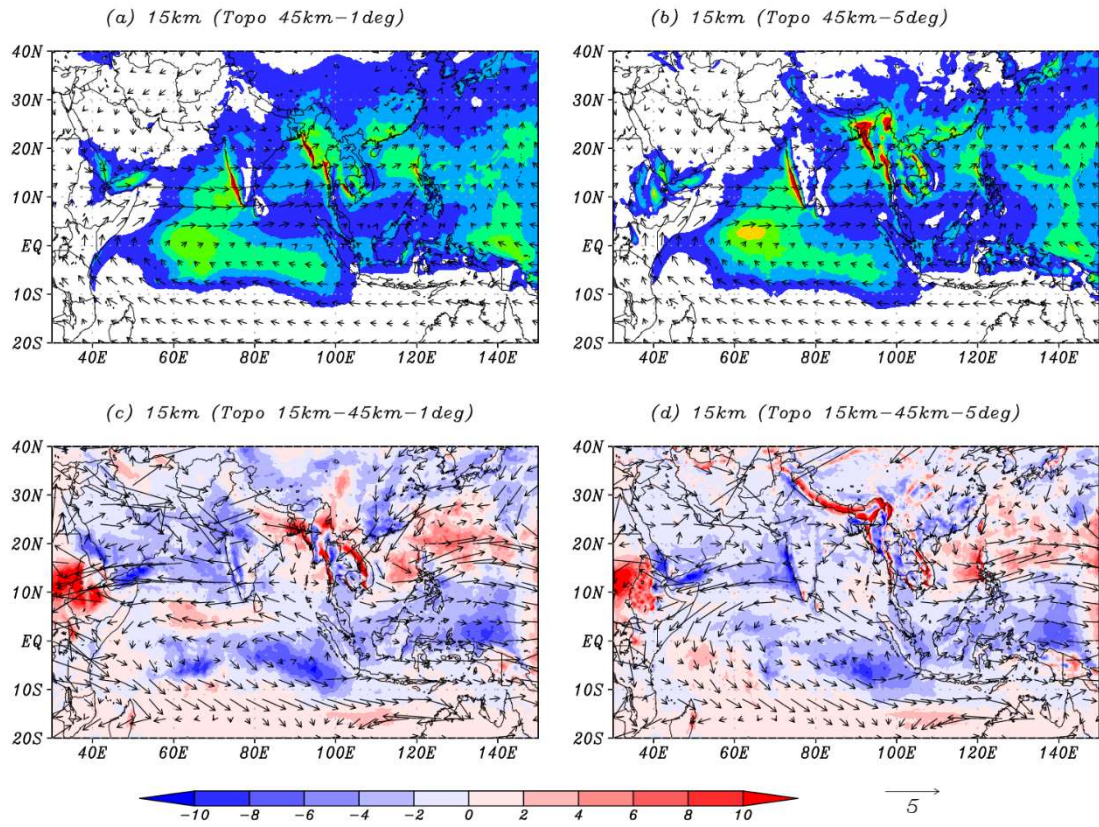 (a) 15km (Topo 45km−1deg)
(b) 15km (Topo 45km−5deg)
40N
30N
20N
10N
EQ
10S
20S
40E 60E 80E 100E 120E 140E
40N
30N
20N
10N
EQ
10S
20S
40E 60E 80E 100E 120E 140E
(c) 15km (Topo 15km−45km−1deg)
(d) 15km (Topo 15km−45km−5deg)
40N
30N
20N
10N
EQ
10S
20S
40E 60E 80E 100E 120E 140E
40N
30N
20N
10N
EQ
10S
20S
40E 60E 80E 100E 120E 140E
−10 −8 −6 −4 −2 0 2 4 6 8 10
5